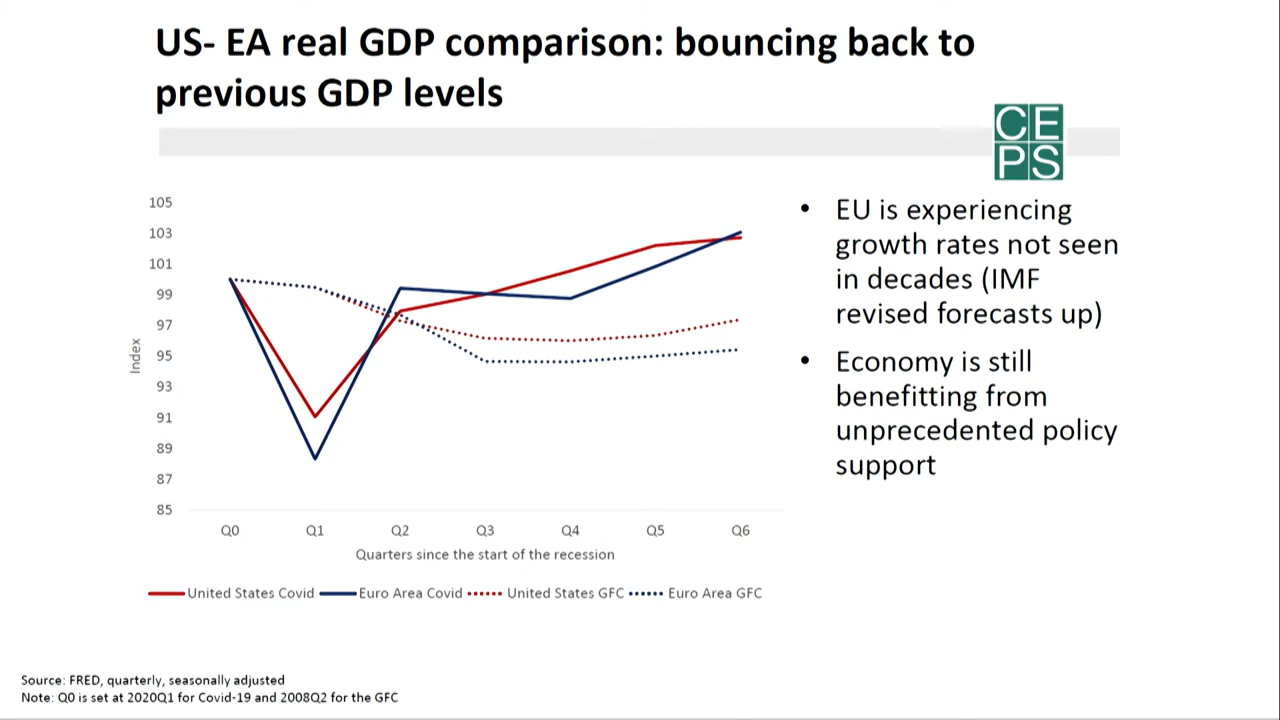 US- EA real GDP comparison: bouncing back to
previous GDP levels
CE
PS
105
103
101
99
97
95
93
91
89
87
85
Index
Q0 Q1 Q2 Q3 Q4 Q5 Q6
Quarters since the start of the recession
United States Covid Euro Area Covid United States GFC Euro Area GFC
• EU is experiencing
growth rates not seen
in decades (IMF
revised forecasts up)
• Economy is still
benefitting from
unprecedented policy
support
Source: FRED, quarterly, seasonally adjusted
Note: Q0 is set at 2020Q1 for Covid-19 and 2008Q2 for the GFC